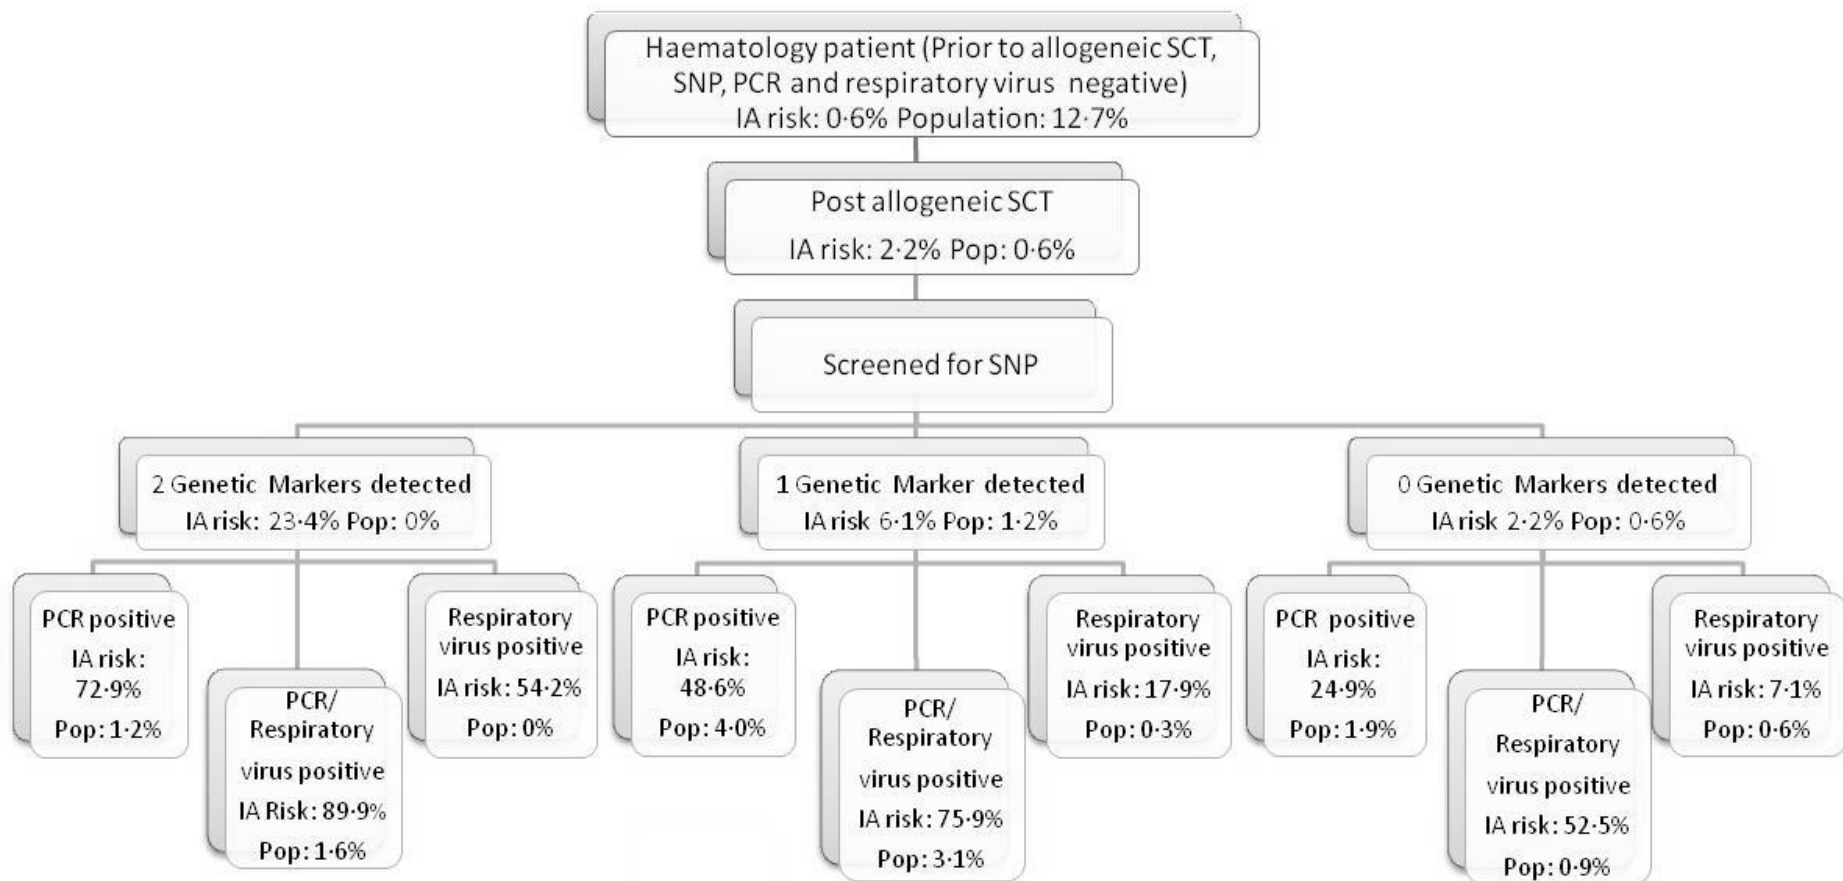 Haematology patient (Prior to allogeneic SCT,
SNP, PCR and respiratory virus negative)
IA risk: 0·6% Population: 12·7%
Post allogeneic SCT
IA risk: 2·2% Pop: 0·6%
Screened for SNP
2 Genetic Markers detected
IA risk: 23·4% Pop: 0%
1 Genetic Marker detected
IA risk 6·1% Pop: 1·2%
0 Genetic Markers detected
IA risk 2·2% Pop: 0·6%
PCR positive
IA risk:
72·9%
Pop: 1·2%
PCR/
Respiratory
virus positive
IA Risk: 89·9%
Pop: 1·6%
Respiratory
virus positive
IA risk: 54·2%
Pop: 0%
PCR positive
IA risk:
48·6%
Pop: 4·0%
PCR/
Respiratory
virus positive
IA risk: 75·9%
Pop: 3·1%
Respiratory
virus positive
IA risk: 17·9%
Pop: 0·3%
PCR positive
IA risk:
24·9%
Pop: 1·9%
PCR/
Respiratory
virus positive
IA risk: 52·5%
Pop: 0·9%
Respiratory
virus positive
IA risk: 7·1%
Pop: 0·6%